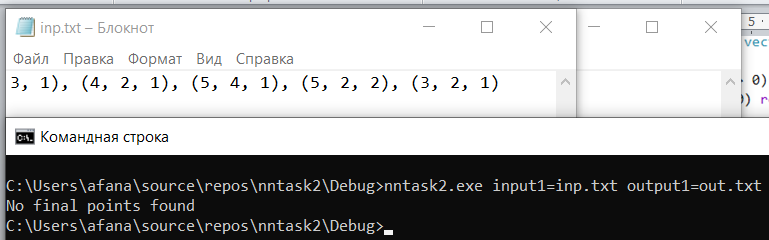 inp.txt – Блокнот
Файл Правка Формат Вид Справка
3, 1), (4, 2, 1), (5, 4, 1), (5, 2, 2), (3, 2, 1)
5
vec
0)
0) re
Командная строка
C:\Users\afana\source\repos\nntask2\Debug>nntask2.exe input1=inp.txt output1=out.txt
No final points found
C:\Users\afana\source\repos\nntask2\Debug>